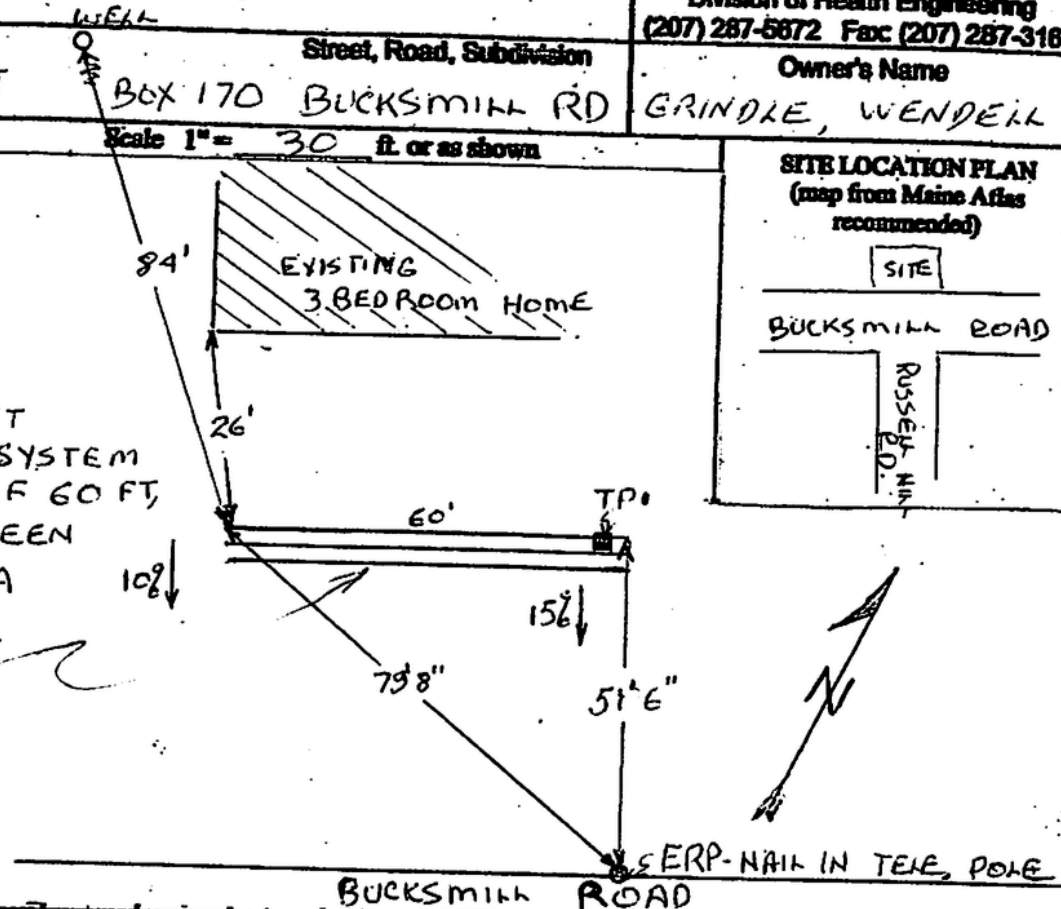 WELL
Division of Health Engineering
(207) 287-5672 Fax: (207) 287-316
Street, Road, Subdivision
Owner's Name
BOX 170 BUCKSMILL RD
GRINDLE, WENDELL
Scale 1" = 30 ft. or as shown
SITE LOCATION PLAN
(map from Maine Atlas
recommended)
SITE
BUCKSMILL ROAD
RUSSELL HILL
RD.
84'
EXISTING
3 BEDROOM HOME
26'
T
SYSTEM
F 60 FT,
EEN
A
60'
TP1
10%
15%
79'8"
51'6"
N
ERP-NAIL IN TELE. POLE
BUCKSMILL ROAD